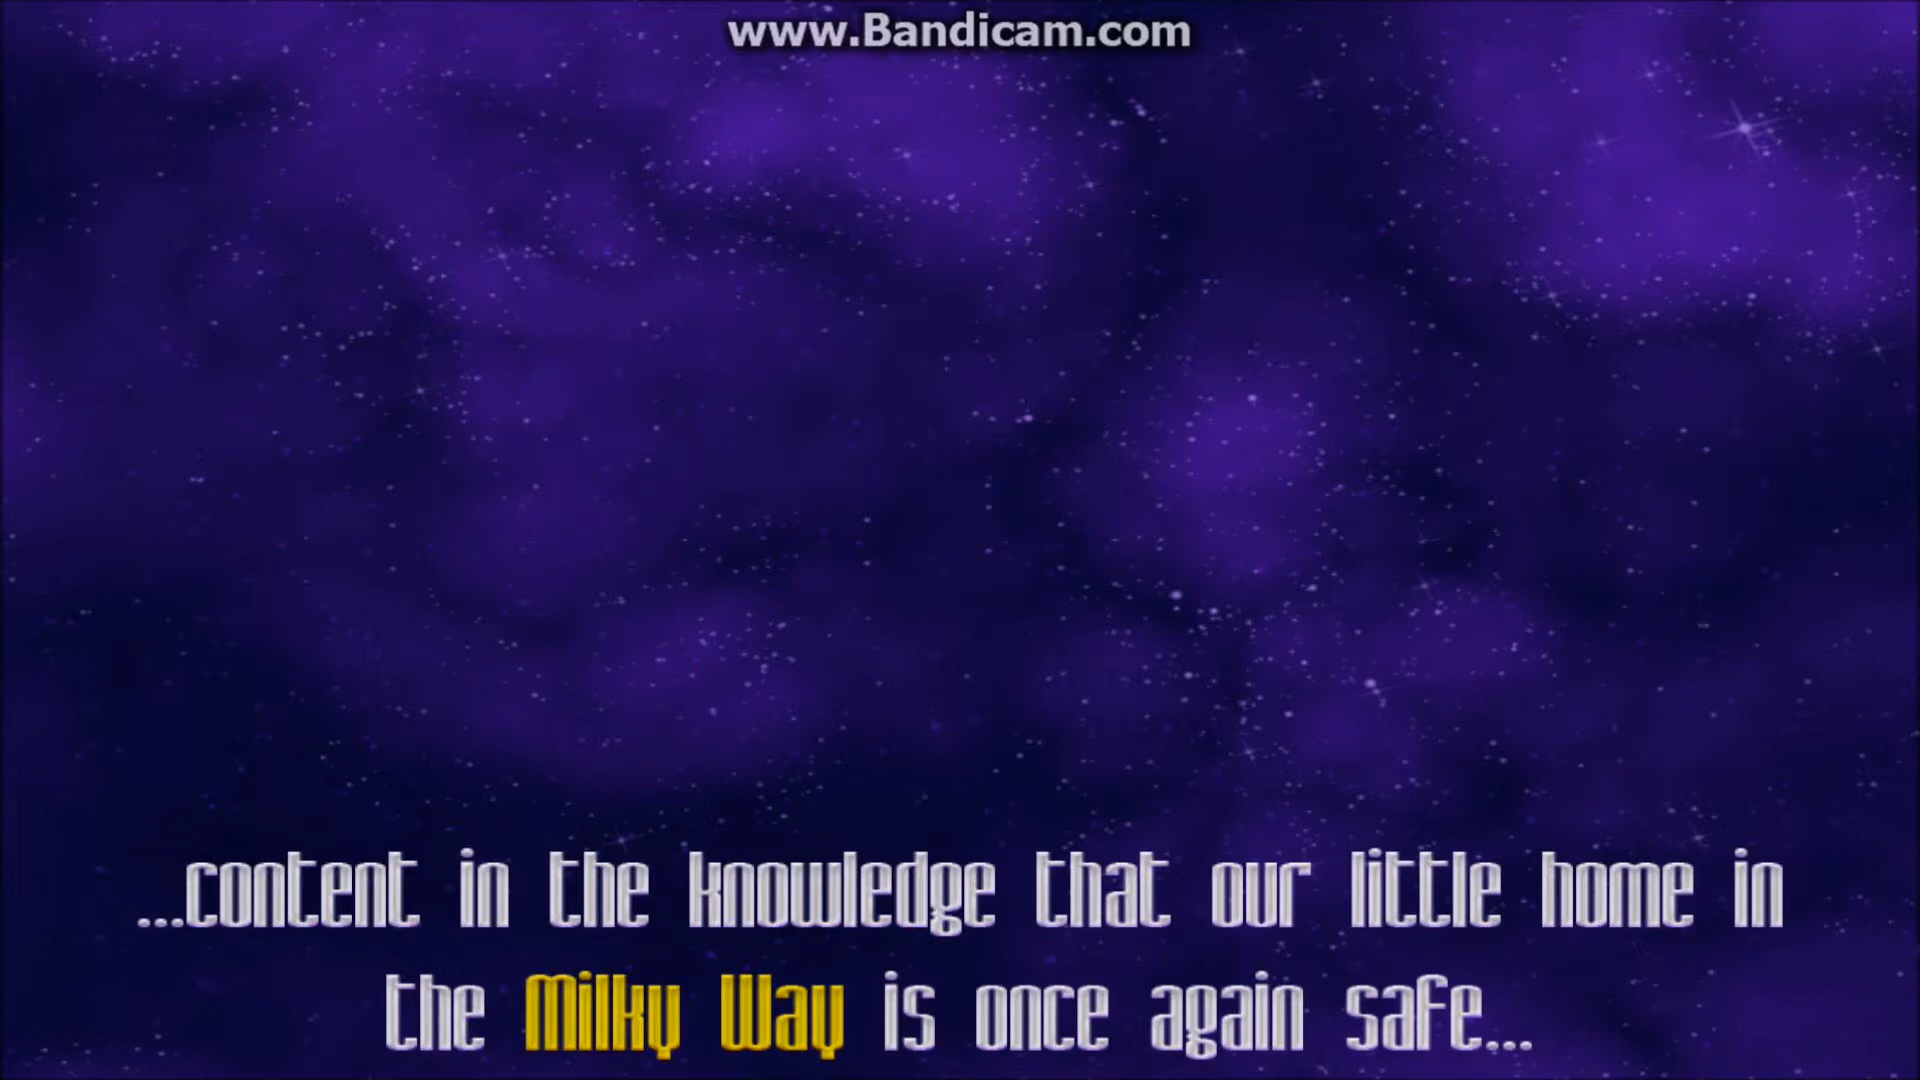 www.Bandicam.com
...content in the knowledge that our little home in
the Milky Way is once again safe...